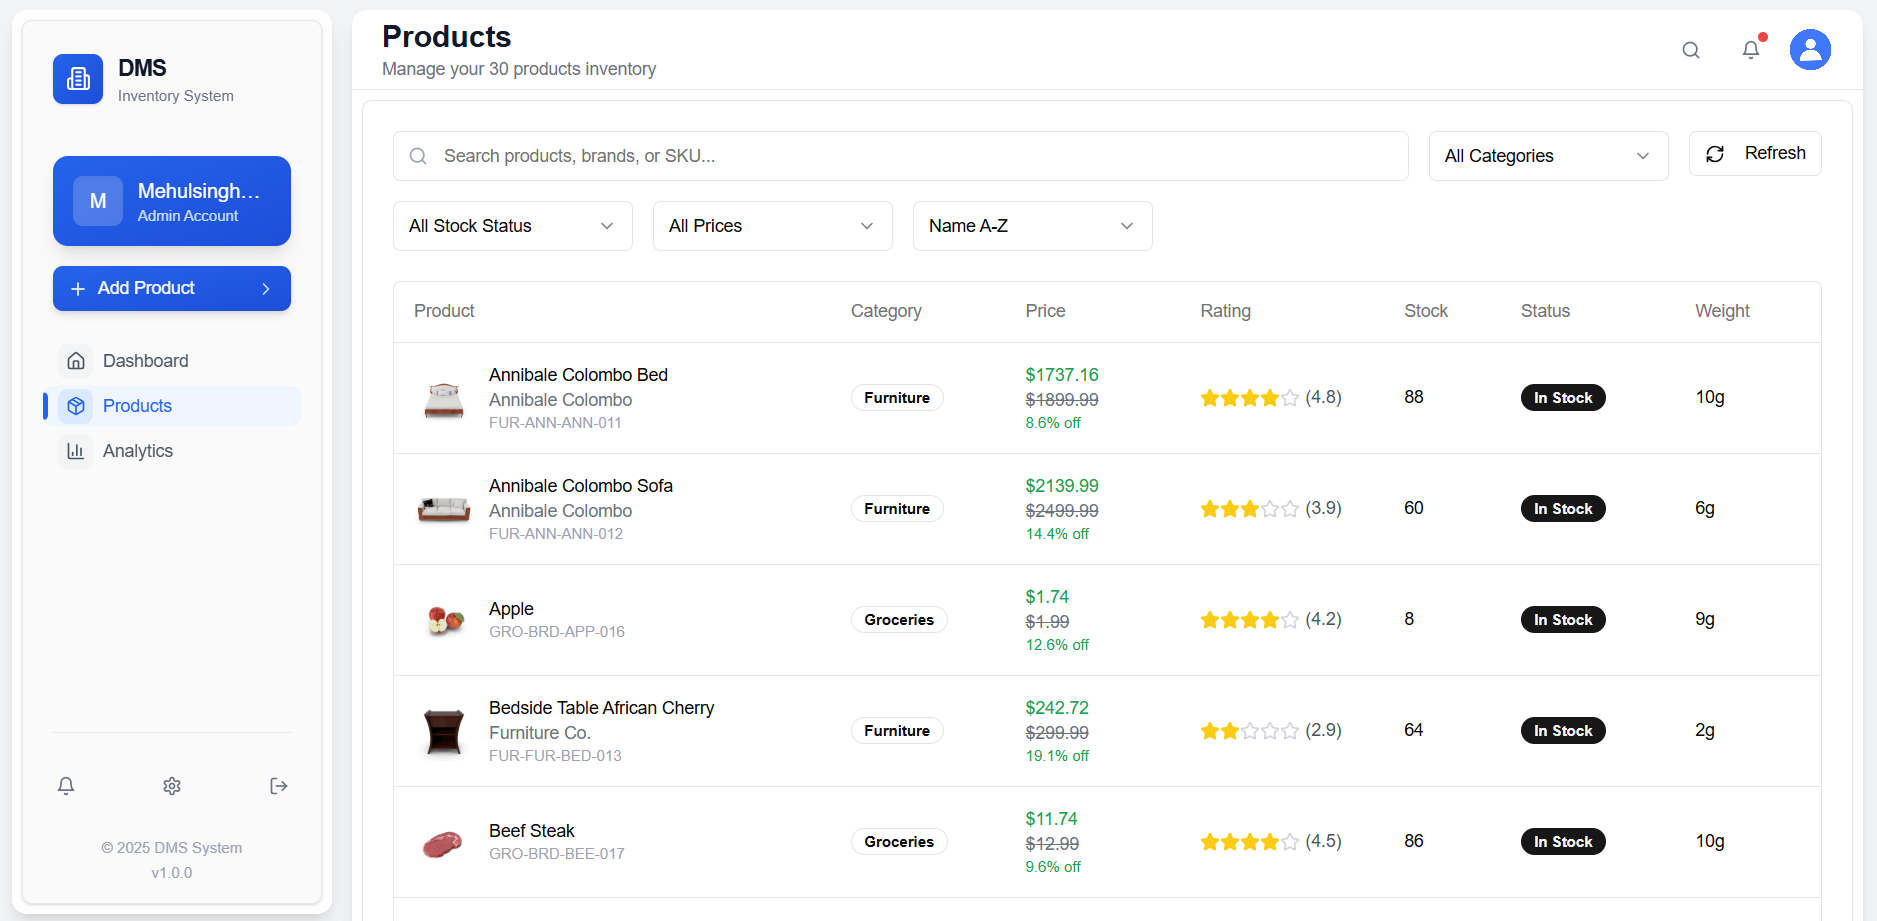 DMS
Inventory System
M
Mehulsingh...
Admin Account
Add Product
Dashboard
Products
Analytics
© 2025 DMS System
v1.0.0
Products
Manage your 30 products inventory
Search products, brands, or SKU...
All Categories
Refresh
All Stock Status
All Prices
Name A-Z
Product Category Price Rating Stock Status Weight
Annibale Colombo Bed
Annibale Colombo
FUR-ANN-ANN-011
Furniture
$1737.16
$1899.99
8.6% off
(4.8)
88
In Stock
10g
Annibale Colombo Sofa
Annibale Colombo
FUR-ANN-ANN-012
Furniture
$2139.99
$2499.99
14.4% off
(3.9)
60
In Stock
6g
Apple
GRO-BRD-APP-016
Groceries
$1.74
$1.99
12.6% off
(4.2)
8
In Stock
9g
Bedside Table African Cherry
Furniture Co.
FUR-FUR-BED-013
Furniture
$242.72
$299.99
19.1% off
(2.9)
64
In Stock
2g
Beef Steak
GRO-BRD-BEE-017
Groceries
$11.74
$12.99
9.6% off
(4.5)
86
In Stock
10g